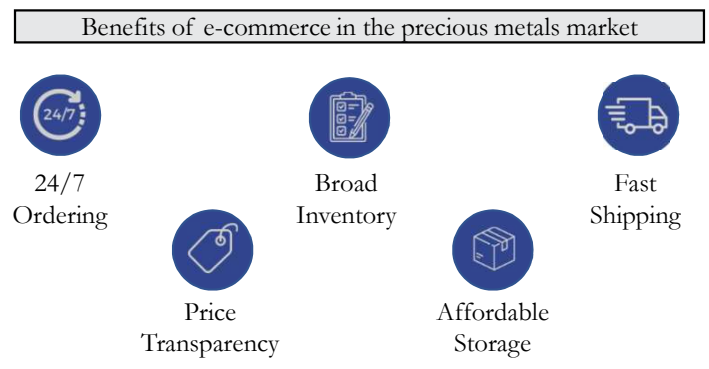 Benefits of e-commerce in the precious metals market
24/7
24/7
Ordering
Broad
Inventory
Fast
Shipping
Price
Transparency
Affordable
Storage